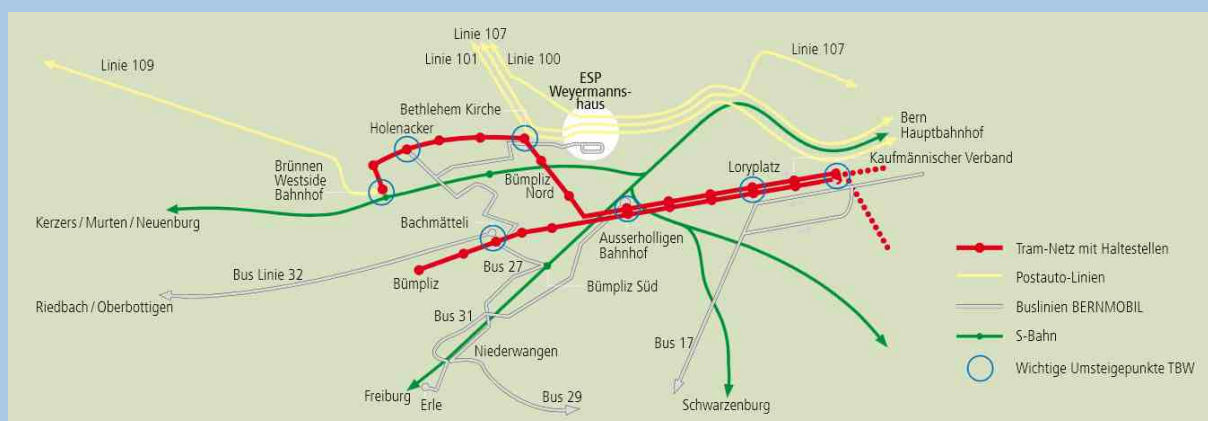 Linie 107
Linie 101
Linie 100
Linie 107
Linie 109
ESP
Weyermanns-
haus
Bethlehem Kirche
Holenacker
Bern
Hauptbahnhof
Kaufmännischer Verband
Loryplatz
Brünnen
Westside
Bahnhof
Bümpliz
Nord
Kerzers / Murten / Neuenburg
Bachmätteli
Ausserholligen
Bahnhof
Bus Linie 32
Bus 27
Bümpliz
Bümpliz Süd
Riedbach / Oberbottigen
Bus 31
Bus 17
Niederwangen
Freiburg
Erle
Bus 29
Schwarzenburg
Tram-Netz mit Haltestellen
Postauto-Linien
Buslinien BERNMOBIL
S-Bahn
Wichtige Umsteigepunkte TBW